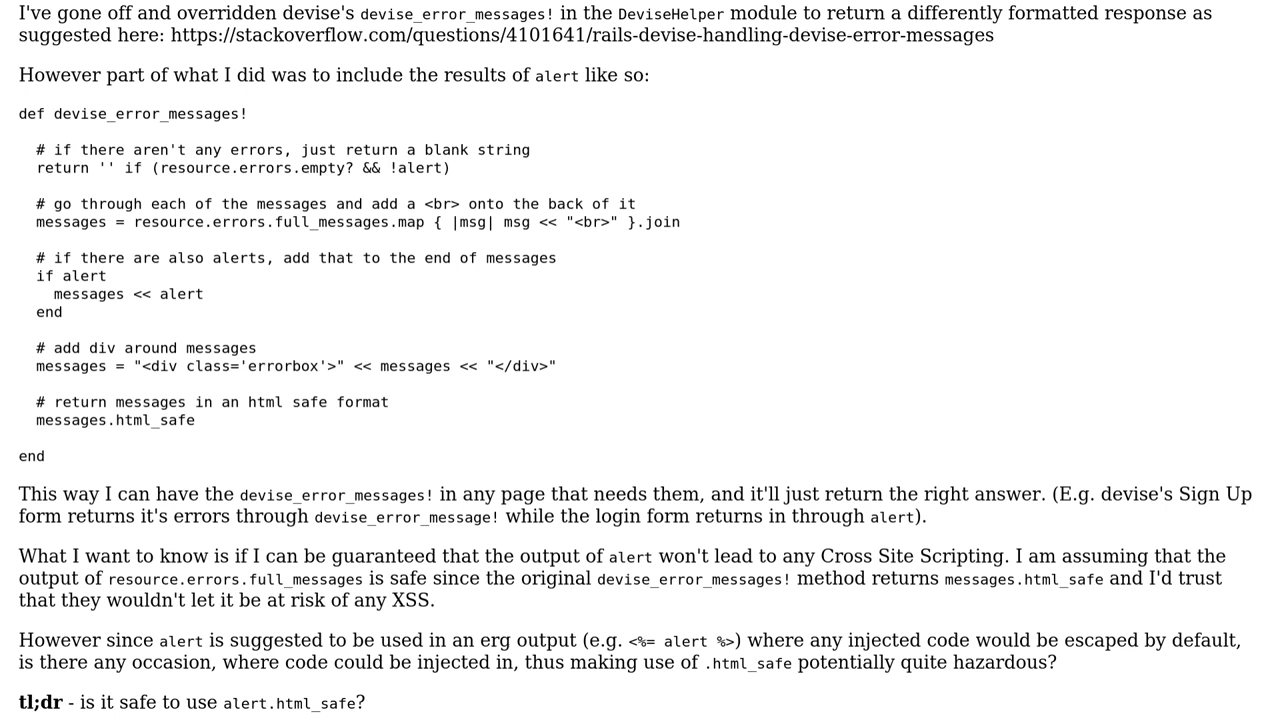 I've gone off and overridden devise's devise_error_messages! in the DeviseHelper module to return a differently formatted response as
suggested here: https://stackoverflow.com/questions/4101641/rails-devise-handling-devise-error-messages
However part of what I did was to include the results of alert like so:
def devise_error_messages!
  # if there aren't any errors, just return a blank string
  return '' if (resource.errors.empty? && !alert)
  # go through each of the messages and add a <br> onto the back of it
  messages = resource.errors.full_messages.map { |msg| msg << "<br>" }.join
  # if there are also alerts, add that to the end of messages
  if alert
    messages << alert
  end
  # add div around messages
  messages = "<div class='errorbox'>" << messages << "</div>"
  # return messages in an html safe format
  messages.html_safe
end
This way I can have the devise_error_messages! in any page that needs them, and it'll just return the right answer. (E.g. devise's Sign Up
form returns it's errors through devise_error_message! while the login form returns in through alert).
What I want to know is if I can be guaranteed that the output of alert won't lead to any Cross Site Scripting. I am assuming that the
output of resource.errors.full_messages is safe since the original devise_error_messages! method returns messages.html_safe and I'd trust
that they wouldn't let it be at risk of any XSS.
However since alert is suggested to be used in an erg output (e.g. <%= alert %>) where any injected code would be escaped by default,
is there any occasion, where code could be injected in, thus making use of .html_safe potentially quite hazardous?
tl;dr - is it safe to use alert.html_safe?